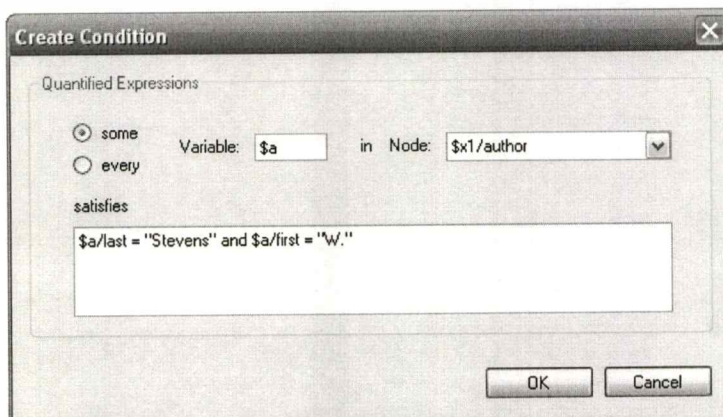 Create Condition
Quantified Expressions
some
every
Variable: $a in Node: $x1/author
satisfies
$a/last = "Stevens" and $a/first = "W."
OK Cancel